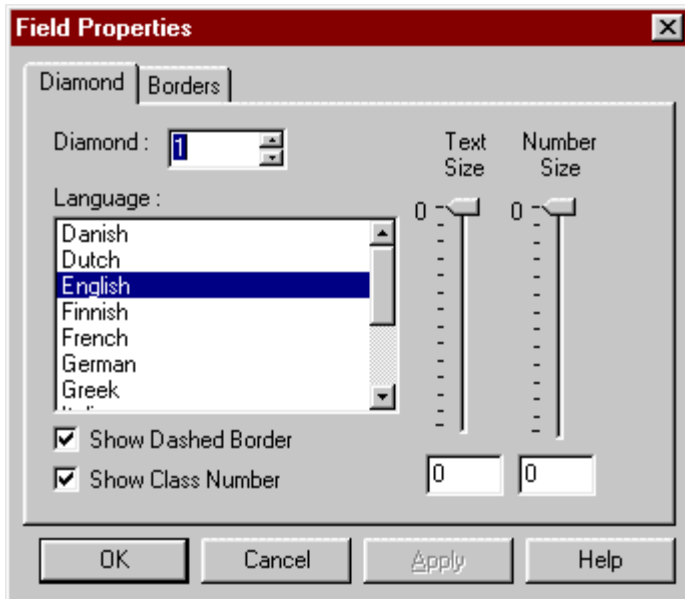 Field Properties
Diamond Borders
Diamond : 1
Text Size
Number Size
Language :
0 0
Danish
Dutch
English
Finnish
French
German
Greek
Show Dashed Border
Show Class Number
0 0
OK Cancel Apply Help